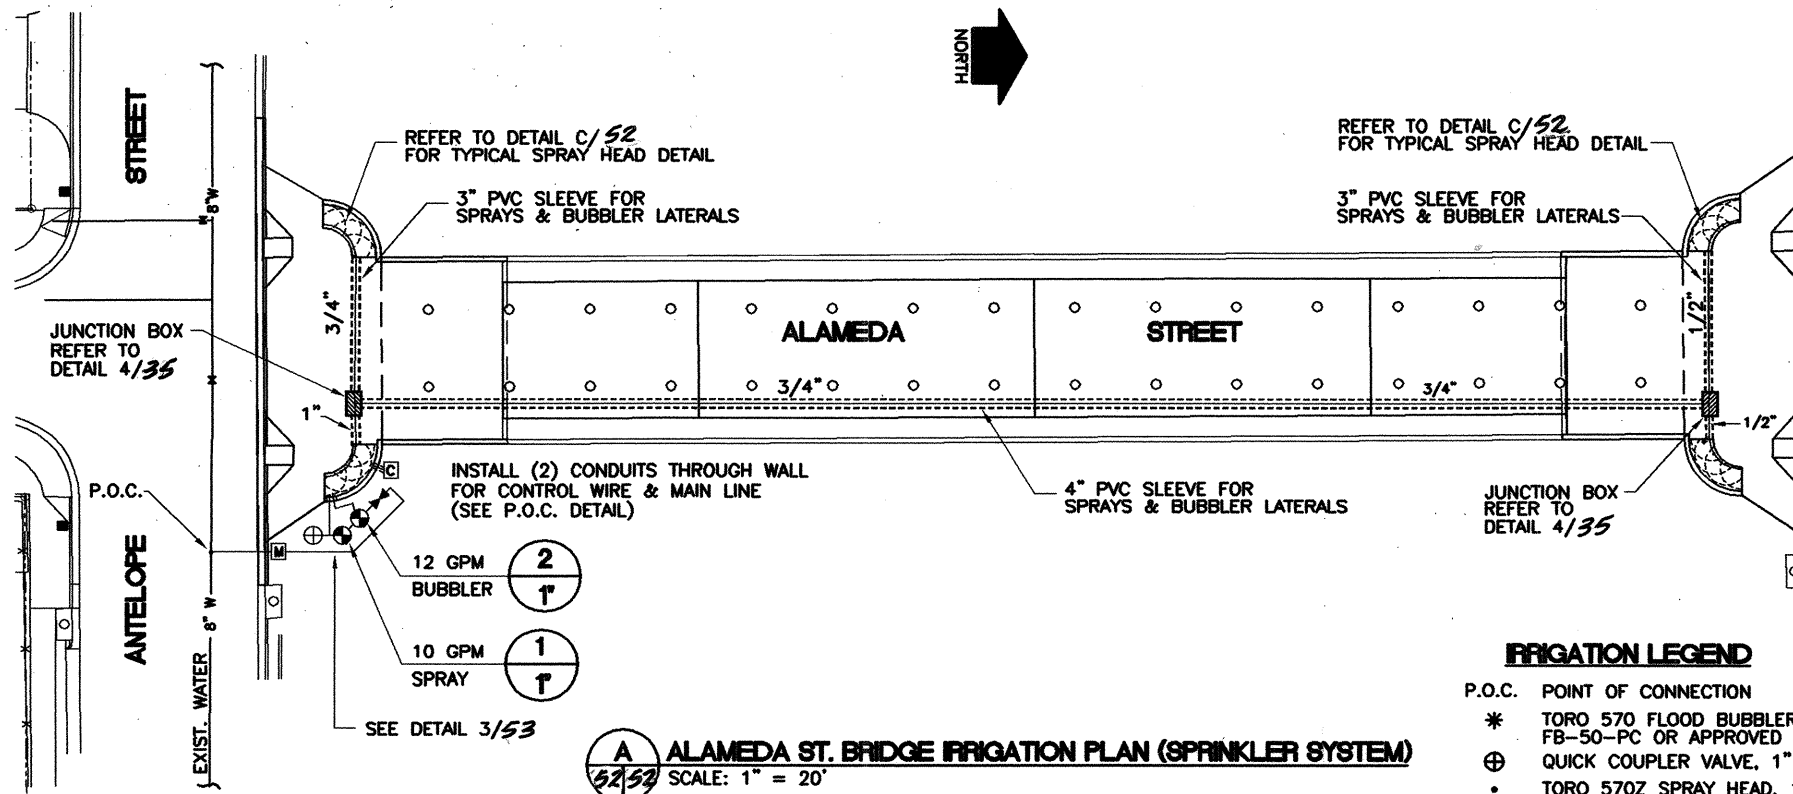 NORTH
STREET
8"W
REFER TO DETAIL C/52
FOR TYPICAL SPRAY HEAD DETAIL
3" PVC SLEEVE FOR
SPRAYS & BUBBLER LATERALS
REFER TO DETAIL C/52
FOR TYPICAL SPRAY HEAD DETAIL
3" PVC SLEEVE FOR
SPRAYS & BUBBLER LATERALS
3/4"
1/2"
JUNCTION BOX
REFER TO
DETAIL 4/35
ALAMEDA STREET
3/4"
3/4"
1"
1/2"
P.O.C.
C
M
INSTALL (2) CONDUITS THROUGH WALL
FOR CONTROL WIRE & MAIN LINE
(SEE P.O.C. DETAIL)
4" PVC SLEEVE FOR
SPRAYS & BUBBLER LATERALS
JUNCTION BOX
REFER TO
DETAIL 4/35
ANTELOPE
8" W
EXIST. WATER
12 GPM
BUBBLER
2
1"
10 GPM
SPRAY
1
1"
SEE DETAIL 3/53
A
52/52
ALAMEDA ST. BRIDGE IRRIGATION PLAN (SPRINKLER SYSTEM)
SCALE: 1" = 20'
IRRIGATION LEGEND
P.O.C. POINT OF CONNECTION
TORO 570 FLOOD BUBBLER
FB-50-PC OR APPROVED
QUICK COUPLER VALVE, 1"
TORO 570Z SPRAY HEAD,